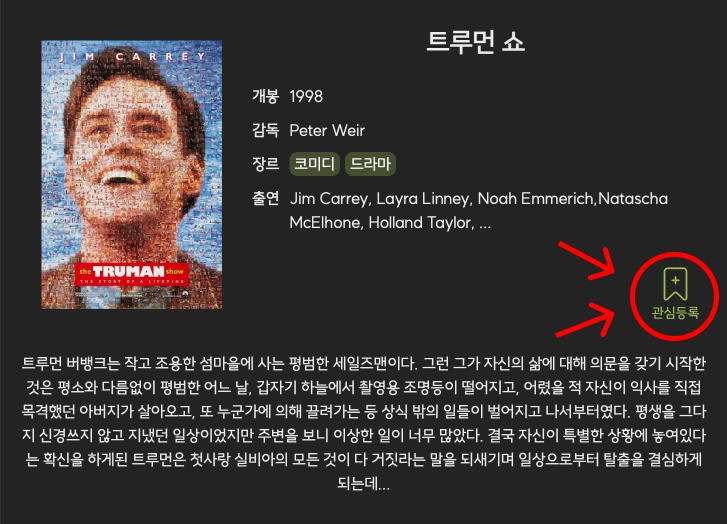 트루먼 쇼
JIM CARREY
개봉 1998
감독 Peter Weir
장르 코미디 드라마
출연 Jim Carrey, Layra Linney, Noah Emmerich,Natascha
McElhone, Holland Taylor, ...
the TRUMAN show
THE STORY OF A LIFETIME
관심등록
트루먼 버뱅크는 작고 조용한 섬마을에 사는 평범한 세일즈맨이다. 그런 그가 자신의 삶에 대해 의문을 갖기 시작한
것은 평소와 다름없이 평범한 어느 날, 갑자기 하늘에서 촬영용 조명등이 떨어지고, 어렸을 적 자신이 익사를 직접
목격했던 아버지가 살아오고, 또 누군가에 의해 끌려가는 등 상식 밖의 일들이 벌어지고 나서부터였다. 평생을 그다
지 신경쓰지 않고 지냈던 일상이었지만 주변을 보니 이상한 일이 너무 많았다. 결국 자신이 특별한 상황에 놓여있다
는 확신을 하게된 트루먼은 첫사랑 실비아의 모든 것이 다 거짓라는 말을 되새기며 일상으로부터 탈출을 결심하게
되는데...